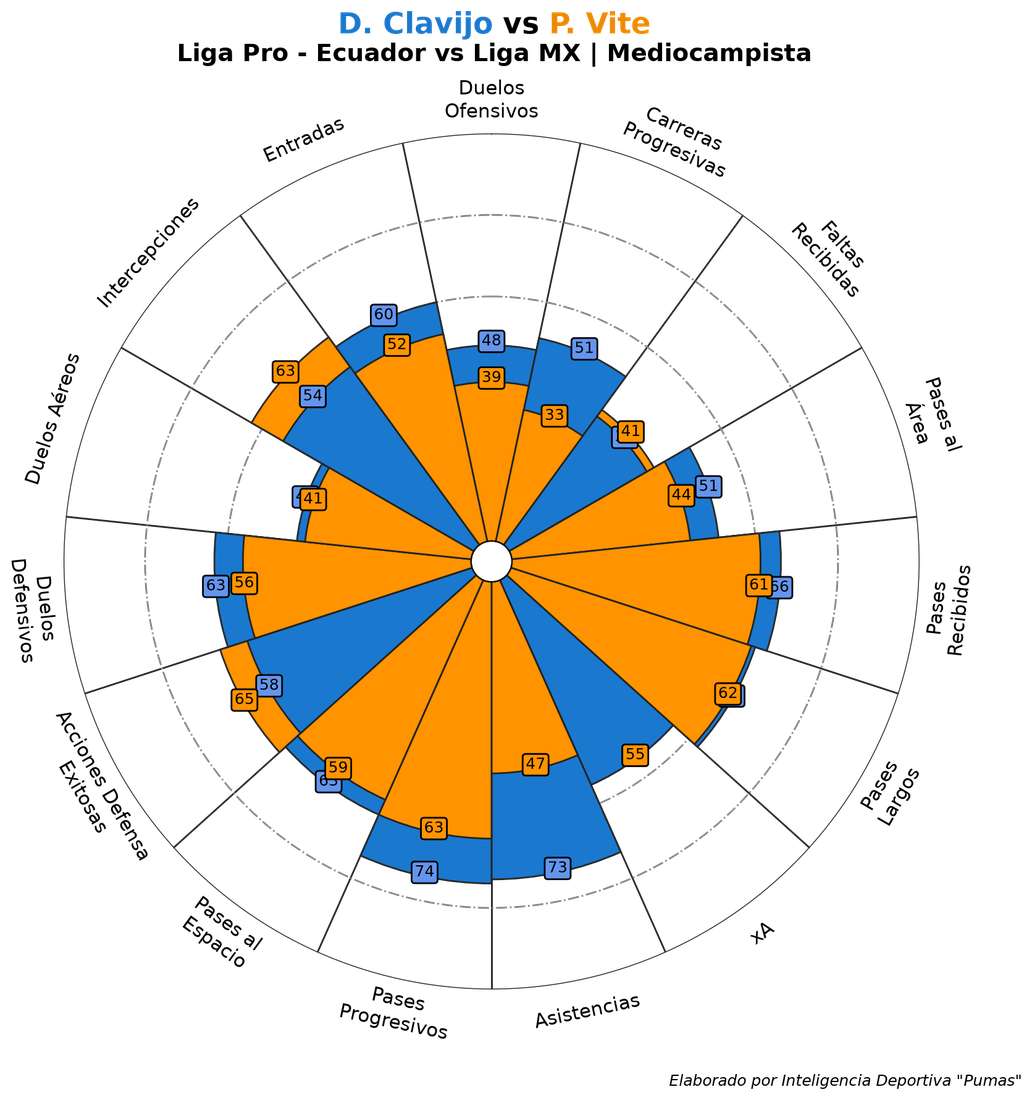 D. Clavijo vs P. Vite
Liga Pro - Ecuador vs Liga MX | Mediocampista
Duelos
Ofensivos
Carreras
Progresivas
Faltas
Recibidas
Pases al
Área
Pases
Recibidos
Pases
Largos
xA
Asistencias
Pases
Progresivos
Pases al
Espacio
Acciones Defensa
Exitosas
Duelos
Defensivos
Duelos Aéreos
Intercepciones
Entradas
48
39
51
33
41
51
44
66
61
62
55
73
47
74
63
63
59
58
65
63
56
41
54
63
60
52
Elaborado por Inteligencia Deportiva "Pumas"